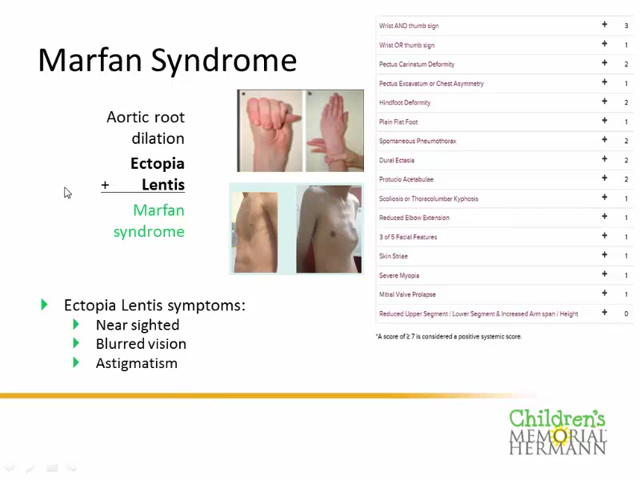 Marfan Syndrome
Aortic root
dilation
Ectopia
+ Lentis
Marfan
syndrome
Ectopia Lentis symptoms:
Near sighted
Blurred vision
Astigmatism
Wrist AND thumb sign + 3
Wrist OR thumb sign + 1
Pectus Carinatum Deformity + 2
Pectus Excavatum or Chest Asymmetry + 1
Hindfoot Deformity + 2
Plain Flat Foot + 1
Spontaneous Pneumothorax + 2
Dural Ectasia + 2
Protucio Acetabulae + 2
Scoliosis or Thoracolumbar Kyphosis + 1
Reduced Elbow Extension + 1
3 of 5 Facial Features + 1
Skin Striae + 1
Severe Myopia + 1
Mitral Valve Prolapse + 1
Reduced Upper Segment / Lower Segment & Increased Arm span / Height + 0
*A score of ≥ 7 is considered a positive systemic score.
Children's
MEMORIAL
HERMANN